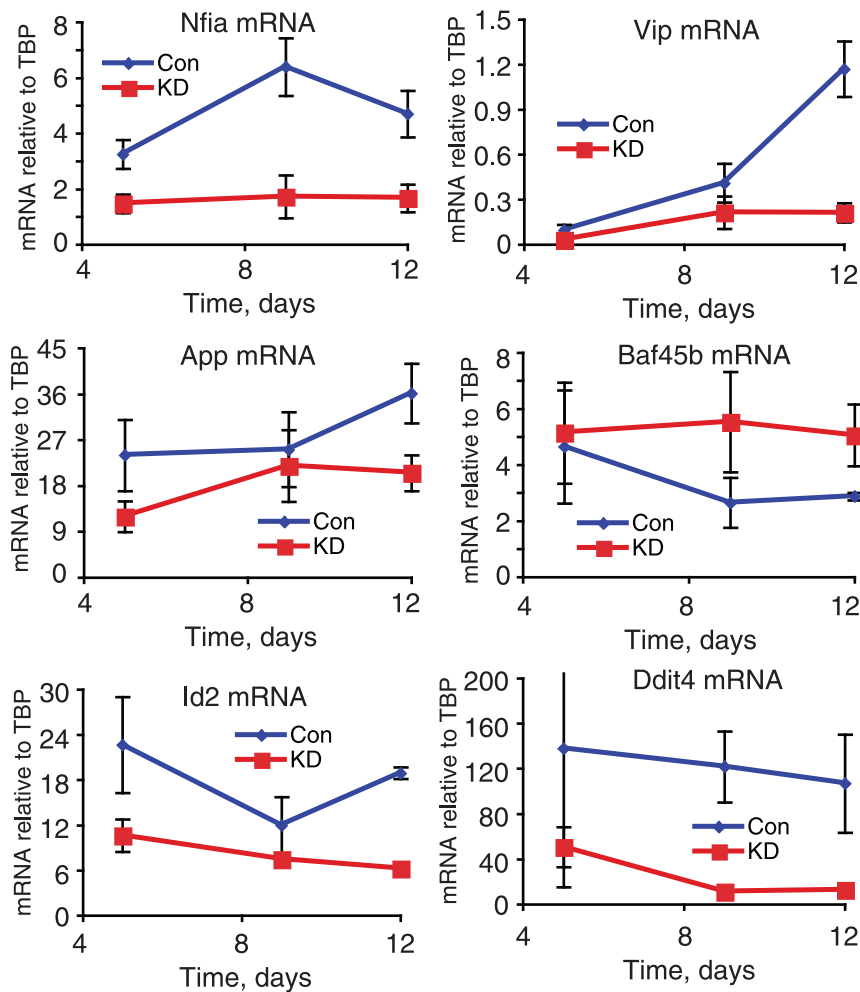 Nfia mRNA
mRNA relative to TBP
8
6
4
2
0
Con
KD
4 8 12
Time, days
Vip mRNA
mRNA relative to TBP
1.5
1.2
0.9
0.6
0.3
0
Con
KD
4 8 12
Time, days
App mRNA
mRNA relative to TBP
45
36
27
18
9
0
Con
KD
4 8 12
Time, days
Baf45b mRNA
mRNA relative to TBP
8
6
4
2
0
Con
KD
4 8 12
Time, days
Id2 mRNA
mRNA relative to TBP
30
24
18
12
6
0
Con
KD
4 8 12
Time, days
Ddit4 mRNA
mRNA relative to TBP
200
160
120
80
40
0
Con
KD
4 8 12
Time, days